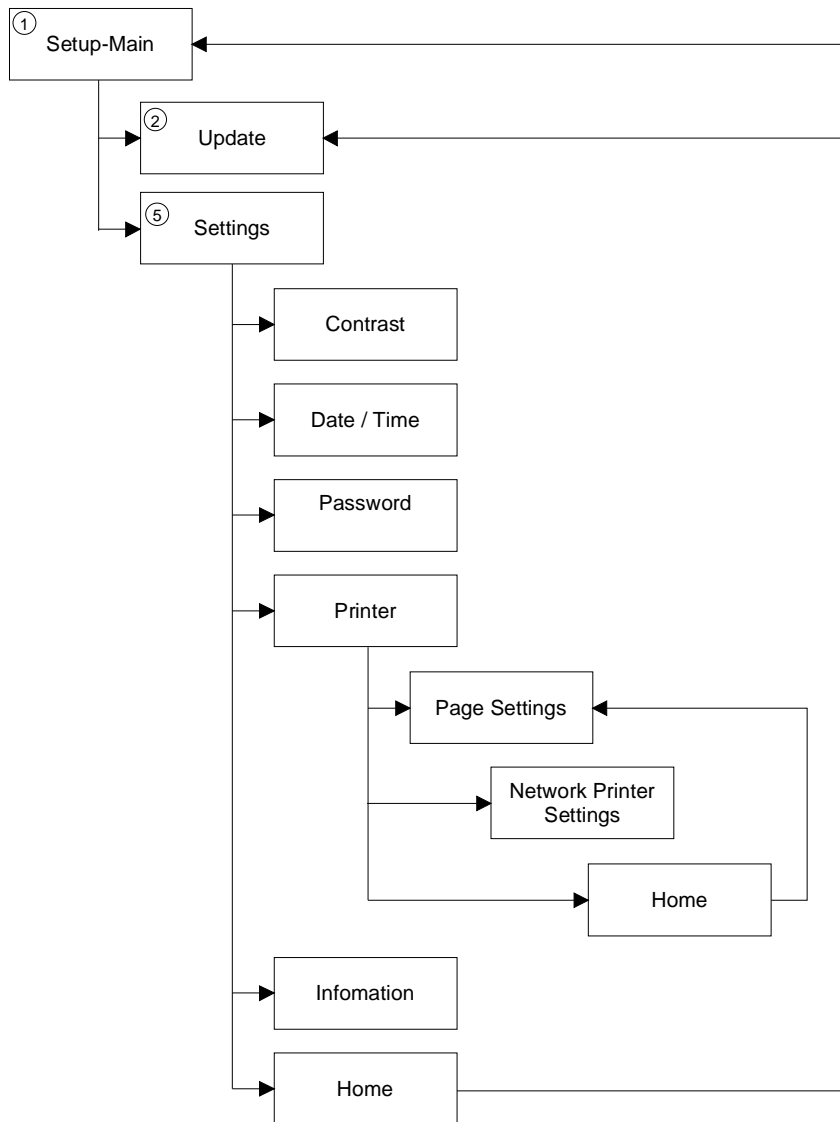 1
Setup-Main
2
Update
5
Settings
Contrast
Date / Time
Password
Printer
Page Settings
Network Printer
Settings
Home
Infomation
Home